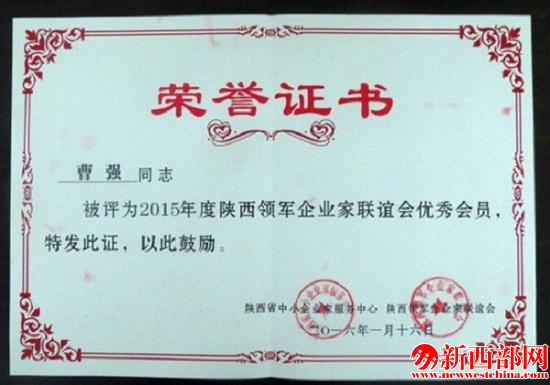 荣誉证书
曹强 同志
被评为2015年度陕西领军企业家联谊会优秀会员,
特发此证，以此鼓励。
陕西省中小企业家服务中心 陕西领军企业家联谊会
二〇一六年一月十六日
新西部网
www.newwestchina.com